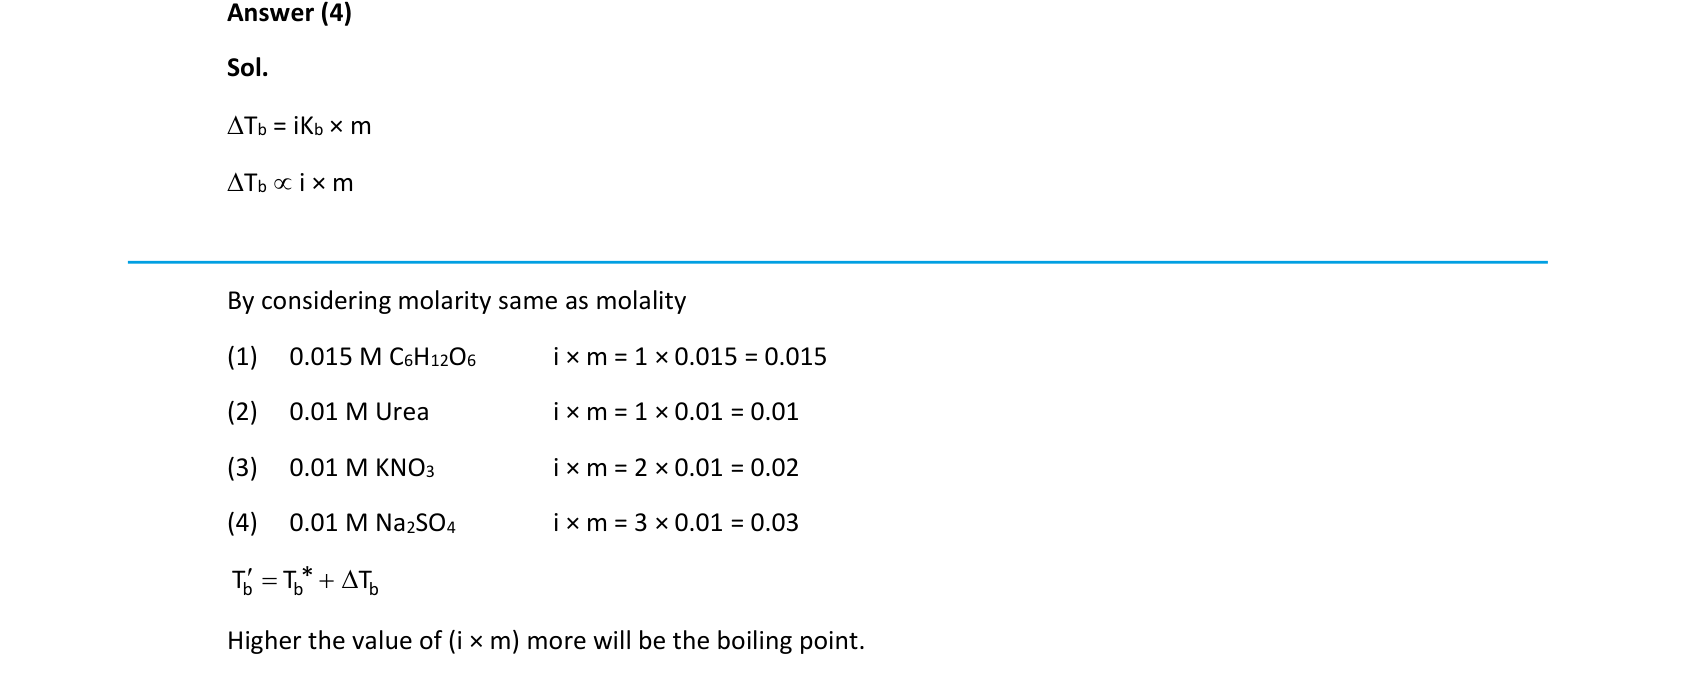 Answer (4)
Sol.
ΔTb = iKb × m
ΔTb ∝ i × m
By considering molarity same as molality
(1) 0.015 M C₆H₁₂O₆ i × m = 1 × 0.015 = 0.015
(2) 0.01 M Urea i × m = 1 × 0.01 = 0.01
(3) 0.01 M KNO₃ i × m = 2 × 0.01 = 0.02
(4) 0.01 M Na₂SO₄ i × m = 3 × 0.01 = 0.03
T′b = Tb* + ΔTb
Higher the value of (i × m) more will be the boiling point.